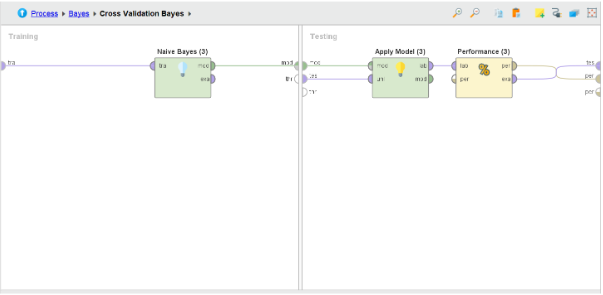 Process ▸ Bayes ▸ Cross Validation Bayes ▸
Training
Testing
Naive Bayes (3)
Apply Model (3)
Performance (3)
tra
tra
mod
exa
mod
thr
mod
tes
thr
mod
unl
lab
mod
lab
per
per
exa
tes
per
per